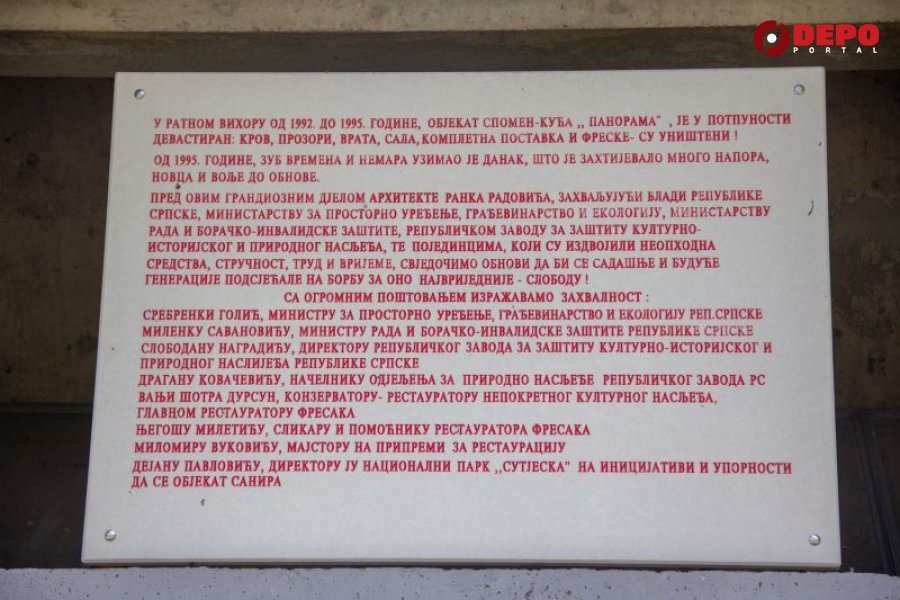 DEPO
PORTAL
У РАТНОМ ВИХОРУ ОД 1992. ДО 1995. ГОДИНЕ, ОБЈЕКАТ СПОМЕН-КУЋА ,, ПАНОРАМА" , ЈЕ У ПОТПУНОСТИ
ДЕВАСТИРАН: КРОВ, ПРОЗОРИ, ВРАТА, САЛА,КОМПЛЕТНА ПОСТАВКА И ФРЕСКЕ- СУ УНИШТЕНИ !
ОД 1995. ГОДИНЕ, ЗУБ ВРЕМЕНА И НЕМАРА УЗИМАО ЈЕ ДАНАК, ШТО ЈЕ ЗАХТИЈЕВАЛО МНОГО НАПОРА,
НОВЦА И ВОЉЕ ДО ОБНОВЕ.
ПРЕД ОВИМ ГРАНДИОЗНИМ ДЈЕЛОМ АРХИТЕКТЕ РАНКА РАДОВИЋА, ЗАХВАЉУЈУЋИ ВЛАДИ РЕПУБЛИКЕ
СРПСКЕ, МИНИСТАРСТВУ ЗА ПРОСТОРНО УРЕЂЕЊЕ, ГРАЂЕВИНАРСТВО И ЕКОЛОГИЈУ, МИНИСТАРСТВУ
РАДА И БОРАЧКО-ИНВАЛИДСКЕ ЗАШТИТЕ, РЕПУБЛИЧКОМ ЗАВОДУ ЗА ЗАШТИТУ КУЛТУРНО-
ИСТОРИЈСКОГ И ПРИРОДНОГ НАСЉЕЂА, ТЕ ПОЈЕДИНЦИМА, КОЈИ СУ ИЗДВОЈИЛИ НЕОПХОДНА
СРЕДСТВА, СТРУЧНОСТ, ТРУД И ВРИЈЕМЕ, СВЈЕДОЧИМО ОБНОВИ ДА БИ СЕ САДАШЊЕ И БУДУЋЕ
ГЕНЕРАЦИЈЕ ПОДСЈЕЋАЛЕ НА БОРБУ ЗА ОНО НАЈВРИЈЕДНИЈЕ - СЛОБОДУ !
СА ОГРОМНИМ ПОШТОВАЊЕМ ИЗРАЖАВАМО ЗАХВАЛНОСТ :
СРЕБРЕНКИ ГОЛИЋ, МИНИСТРУ ЗА ПРОСТОРНО УРЕЂЕЊЕ, ГРАЂЕВИНАРСТВО И ЕКОЛОГИЈУ РЕП.СРПСКЕ
МИЛЕНКУ САВАНОВИЋУ, МИНИСТРУ РАДА И БОРАЧКО-ИНВАЛИДСКЕ ЗАШТИТЕ РЕПУБЛИКЕ СРПСКЕ
СЛОБОДАНУ НАГРАДИЋУ, ДИРЕКТОРУ РЕПУБЛИЧКОГ ЗАВОДА ЗА ЗАШТИТУ КУЛТУРНО-ИСТОРИЈСКОГ И
ПРИРОДНОГ НАСЛИЈЕЂА РЕПУБЛИКЕ СРПСКЕ
ДРАГАНУ КОВАЧЕВИЋУ, НАЧЕЛНИКУ ОДЈЕЉЕЊА ЗА ПРИРОДНО НАСЉЕЂЕ РЕПУБЛИЧКОГ ЗАВОДА РС
ВАЊИ ШОТРА ДУРСУН, КОНЗЕРВАТОРУ- РЕСТАУРАТОРУ НЕПОКРЕТНОГ КУЛТУРНОГ НАСЉЕЂА,
ГЛАВНОМ РЕСТАУРАТОРУ ФРЕСАКА
ЊЕГОШУ МИЛЕТИЋУ, СЛИКАРУ И ПОМОЋНИКУ РЕСТАУРАТОРА ФРЕСАКА
МИЛОМИРУ ВУКОВИЋУ, МАЈСТОРУ НА ПРИПРЕМИ ЗА РЕСТАУРАЦИЈУ
ДЕЈАНУ ПАВЛОВИЋУ, ДИРЕКТОРУ ЈУ НАЦИОНАЛНИ ПАРК ,,СУТЈЕСКА" НА ИНИЦИЈАТИВИ И УПОРНОСТИ
ДА СЕ ОБЈЕКАТ САНИРА